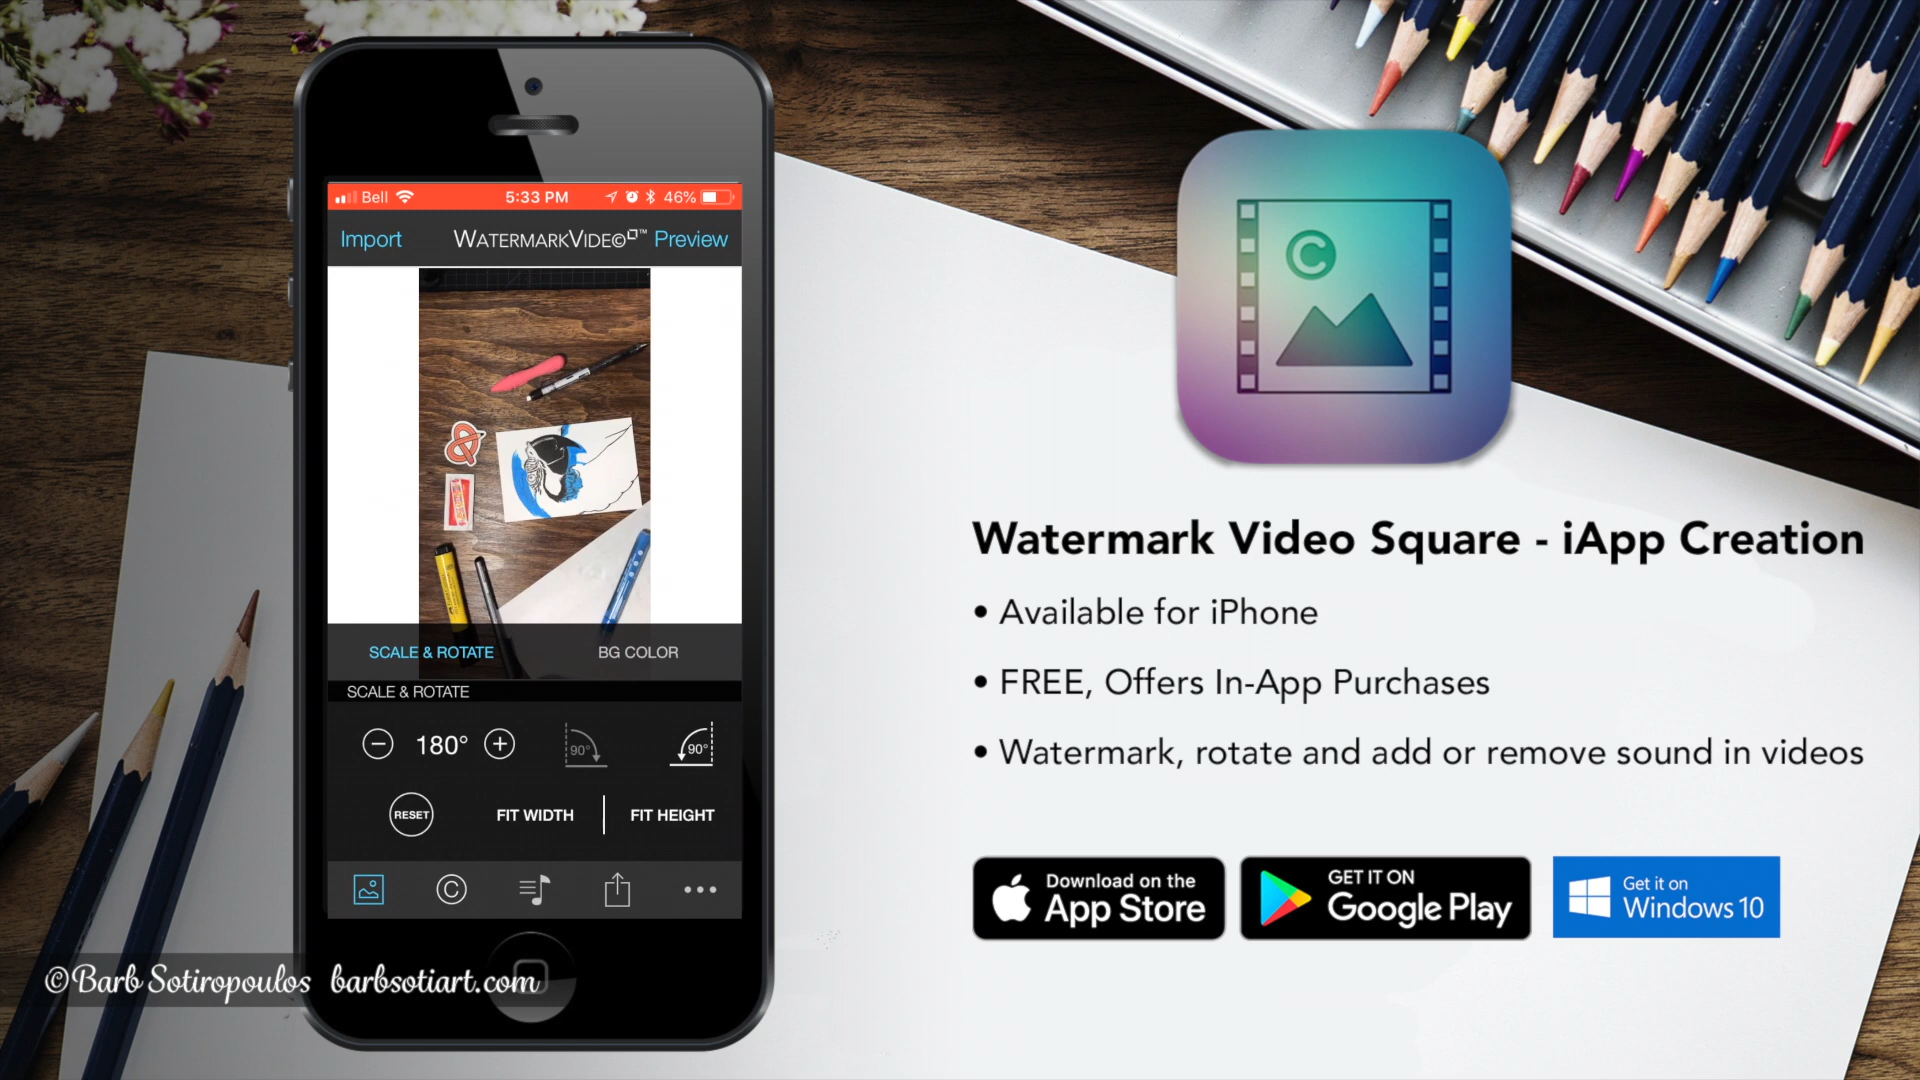 Bell 5:33 PM 46%
Import WATERMARKVIDE©™ Preview
SCALE & ROTATE BG COLOR
SCALE & ROTATE
180° 90° 90°
RESET FIT WIDTH FIT HEIGHT
©
©Barb Sotiropoulos barbsotiart.com
©
Watermark Video Square - iApp Creation
• Available for iPhone
• FREE, Offers In-App Purchases
• Watermark, rotate and add or remove sound in videos
Download on the
App Store
GET IT ON
Google Play
Get it on
Windows 10